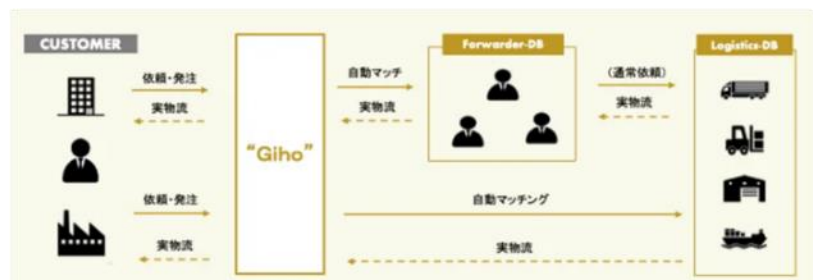 CUSTOMER
Forwarder-DB
Logistics-DB
依頼・発注
自動マッチ
(通常依頼)
実物流
実物流
実物流
“Giho”
依頼・発注
自動マッチング
実物流
実物流